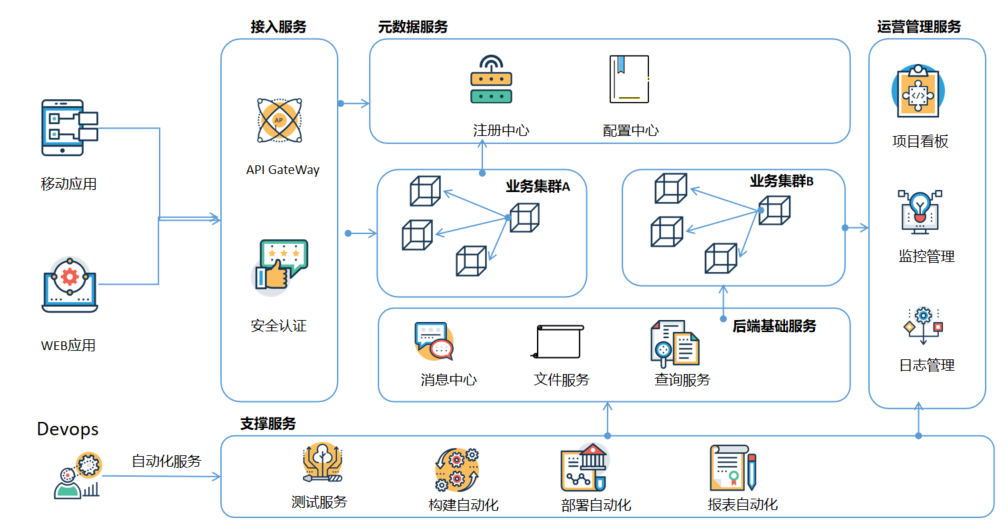 接入服务
元数据服务
运营管理服务
API GateWay
安全认证
注册中心
配置中心
项目看板
监控管理
日志管理
移动应用
WEB应用
业务集群A
业务集群B
后端基础服务
消息中心
文件服务
查询服务
Devops
自动化服务
支撑服务
测试服务
构建自动化
部署自动化
报表自动化